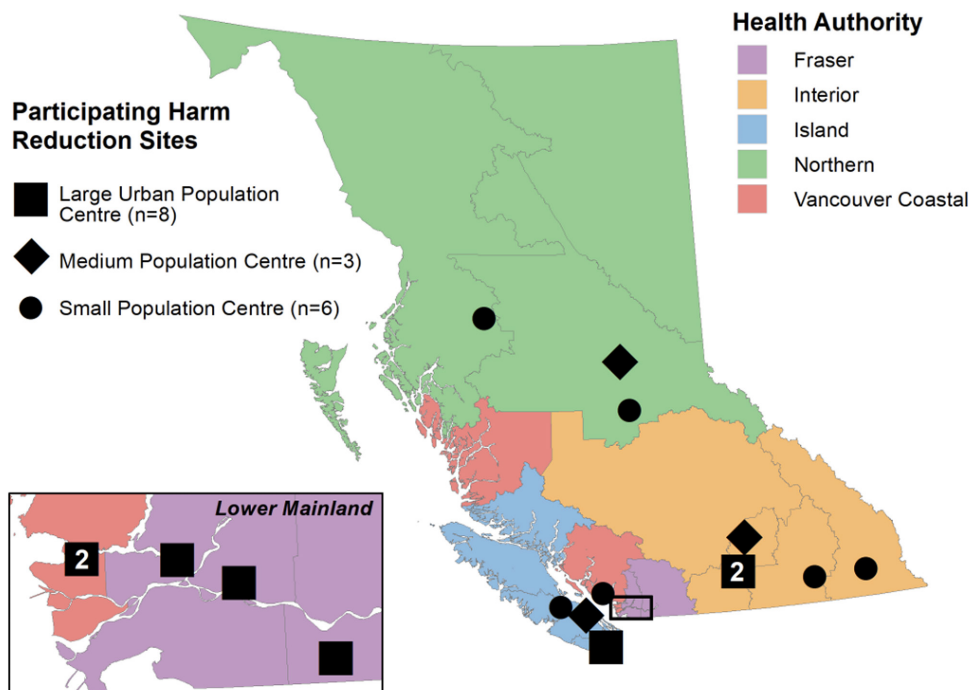 Health Authority
Fraser
Interior
Island
Northern
Vancouver Coastal
Participating Harm
Reduction Sites
Large Urban Population
Centre (n=8)
Medium Population Centre (n=3)
Small Population Centre (n=6)
Lower Mainland
2
2